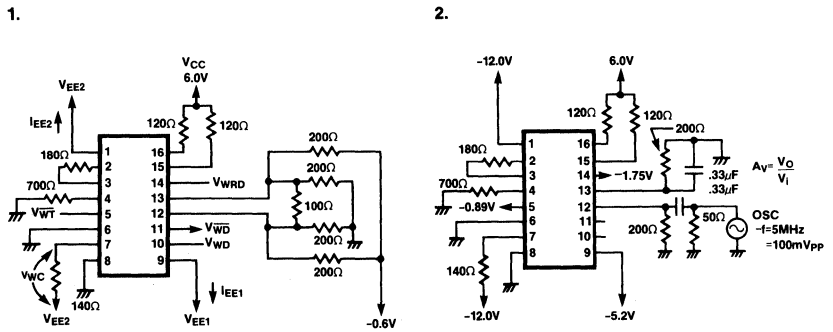 1.
VCC
6.0V
VEE2
IEE2
120Ω
120Ω
180Ω
700Ω
VWT
VWC
VEE2
140Ω
1
2
3
4
5
6
7
8
16
15
14
13
12
11
10
9
VWRD
VWD
VWD
VEE1
IEE1
200Ω
200Ω
100Ω
200Ω
200Ω
-0.6V
2.
-12.0V
6.0V
120Ω
120Ω
200Ω
180Ω
700Ω
-0.89V
140Ω
-12.0V
1
2
3
4
5
6
7
8
16
15
14
13
12
11
10
9
-1.75V
.33μF
.33μF
AV= VO
Vi
200Ω
50Ω
OSC
-f=5MHz
=100mVPP
-5.2V